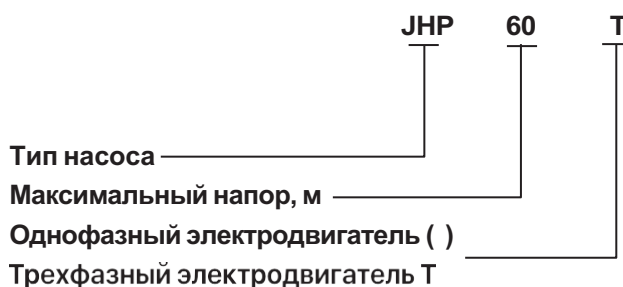 JHP 60 T
Тип насоса
Максимальный напор, м
Однофазный электродвигатель ( )
Трехфазный электродвигатель Т